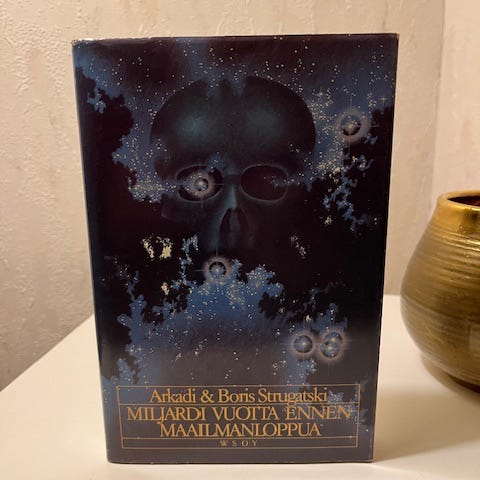 Arkadi & Boris Strugatski
MILJARDI VUOTTA ENNEN
MAAILMANLOPPUA
WSOY